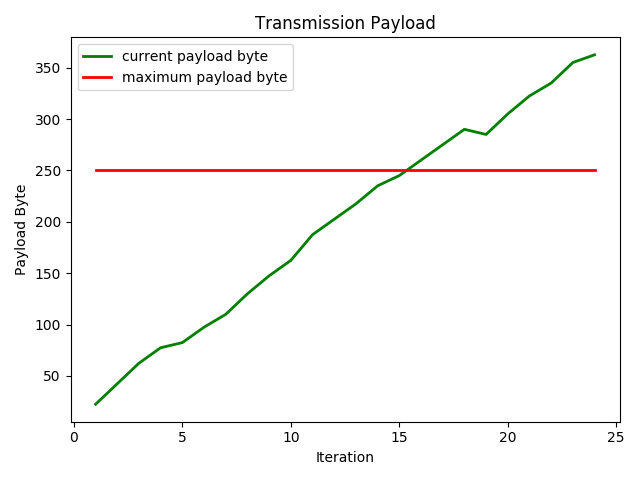 Transmission Payload
current payload byte
maximum payload byte
350
300
250
200
150
100
50
Payload Byte
0 5 10 15 20 25
Iteration